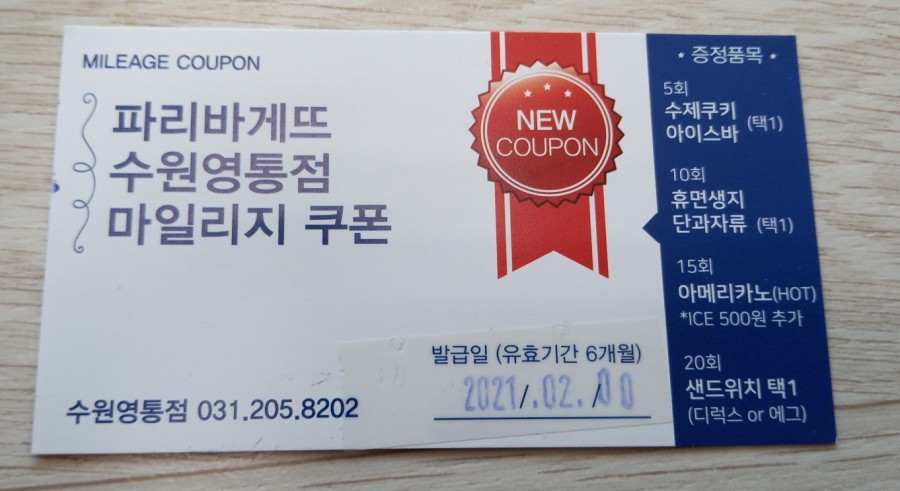 MILEAGE COUPON
파리바게뜨
수원영통점
마일리지 쿠폰
수원영통점 031.205.8202
NEW
COUPON
발급일 (유효기간 6개월)
2021/.02./00
* 증정품목 *
5회
수제쿠키
아이스바 (택1)
10회
휴면생지
단과자류 (택1)
15회
아메리카노(HOT)
*ICE 500원 추가
20회
샌드위치 택1
(디럭스 or 에그)